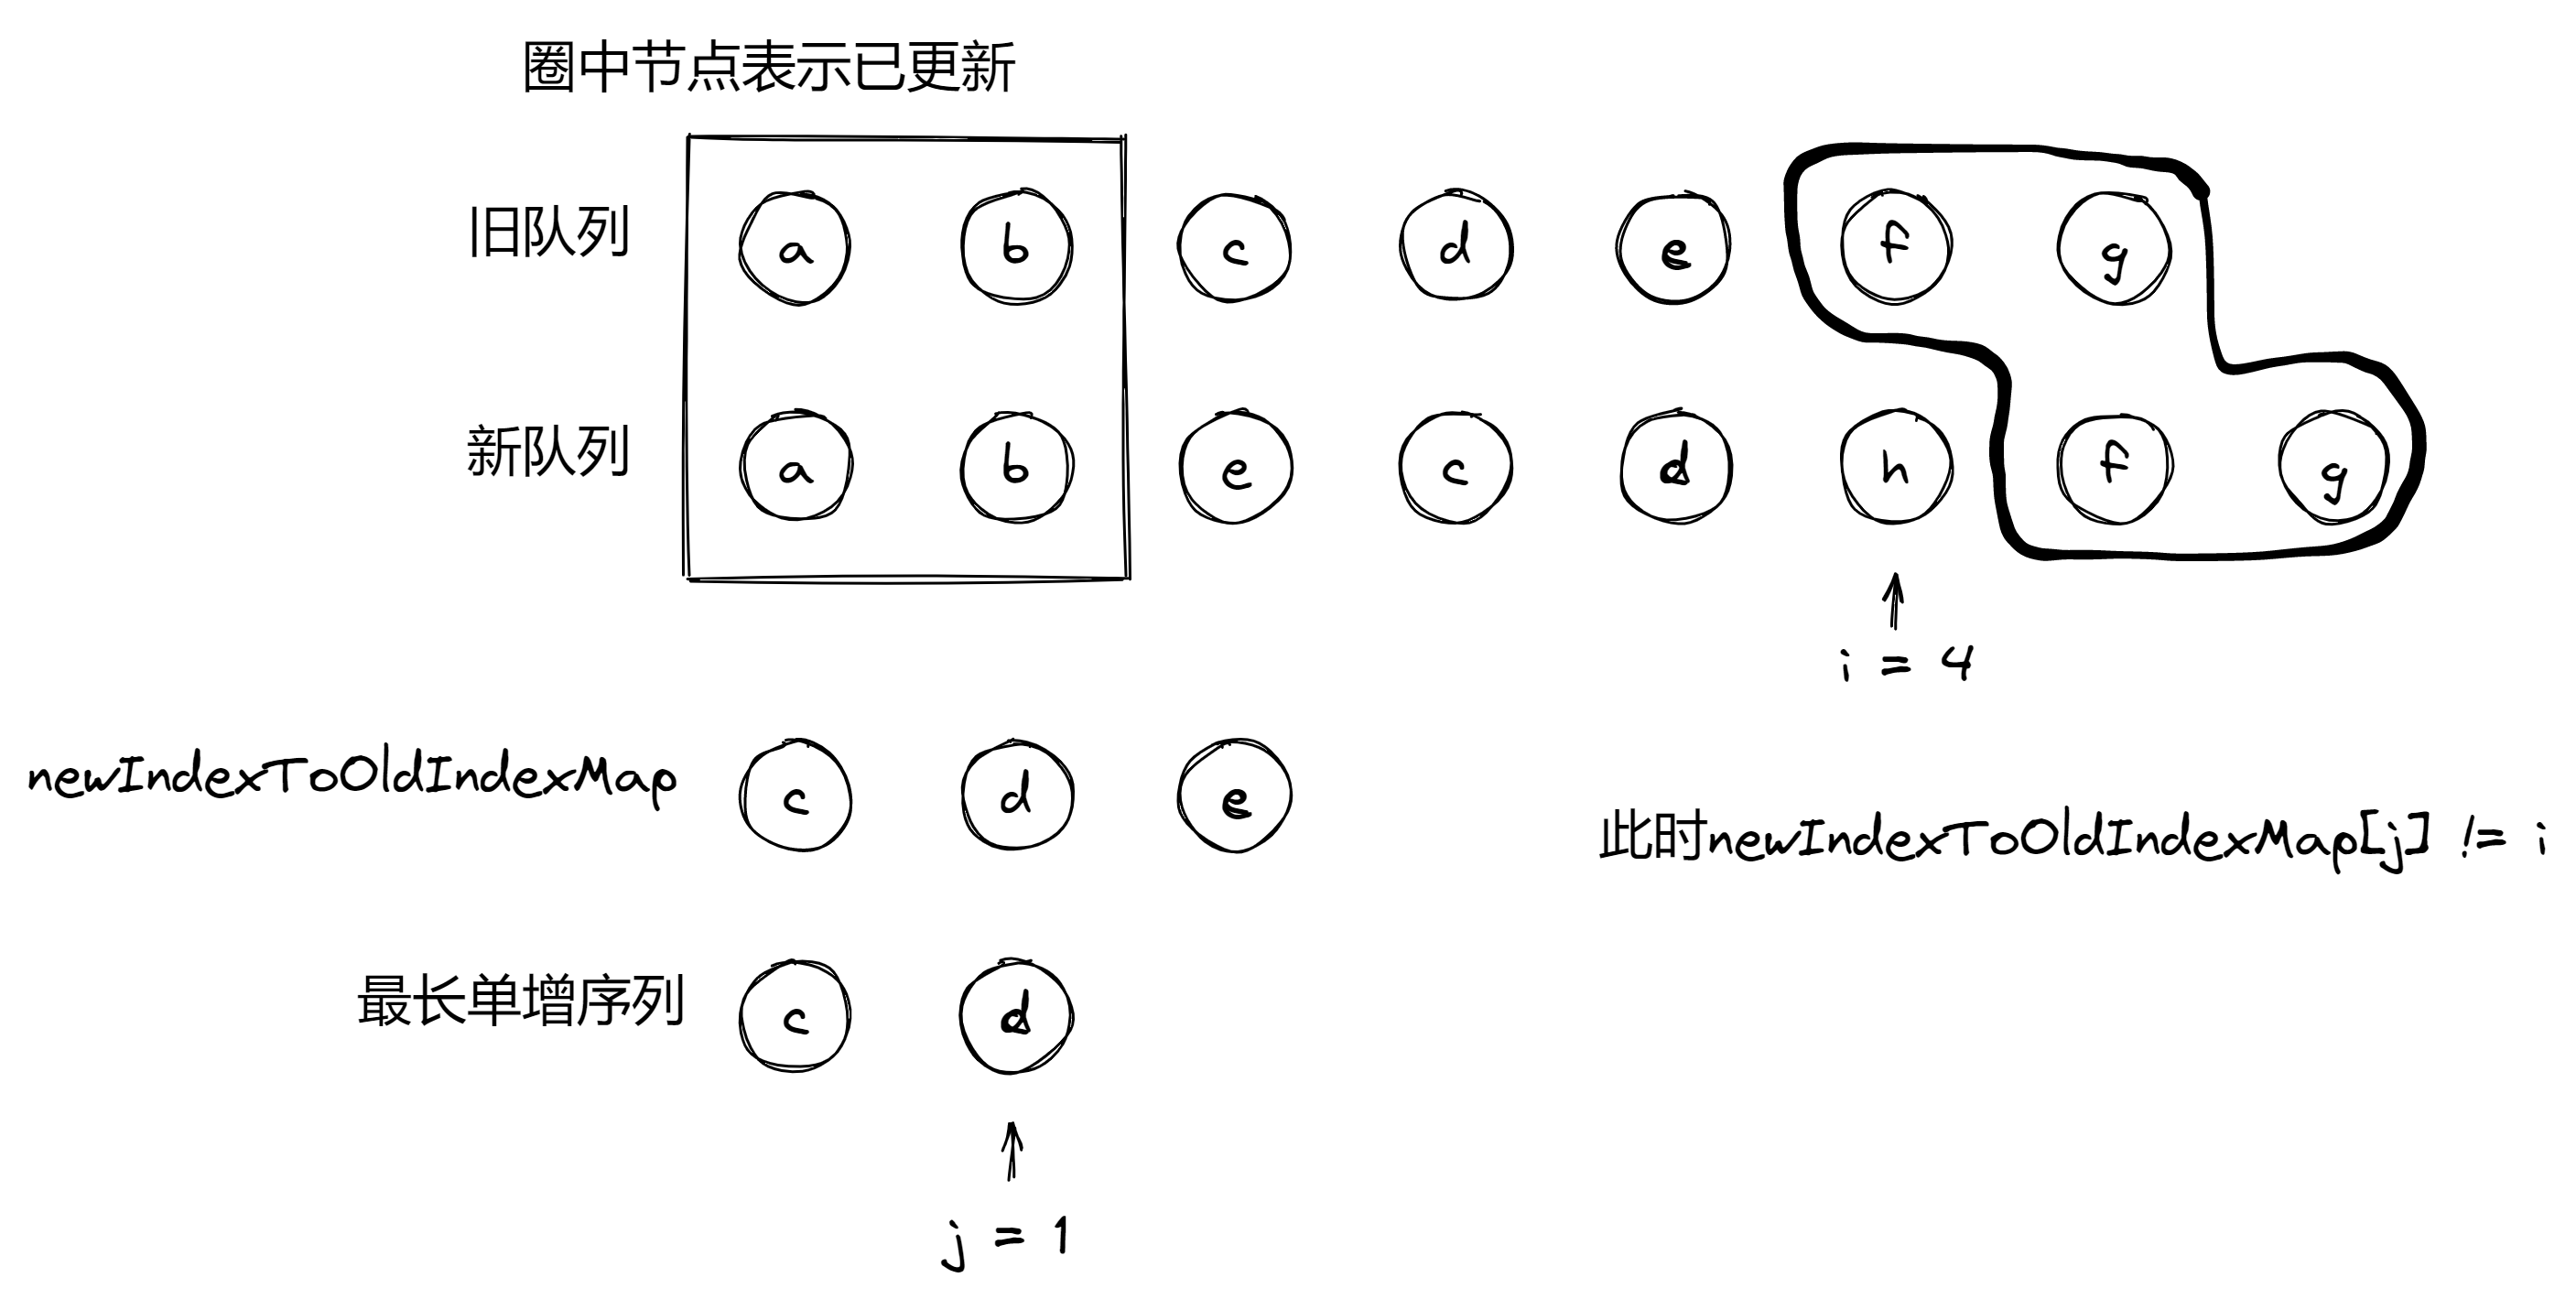 圈中节点表示已更新
旧队列 a b c d e f g
新队列 a b e c d h f g
i = 4
newIndexToOldIndexMap c d e
此时newIndexToOldIndexMap[j] != i
最长单增序列 c d
j = 1